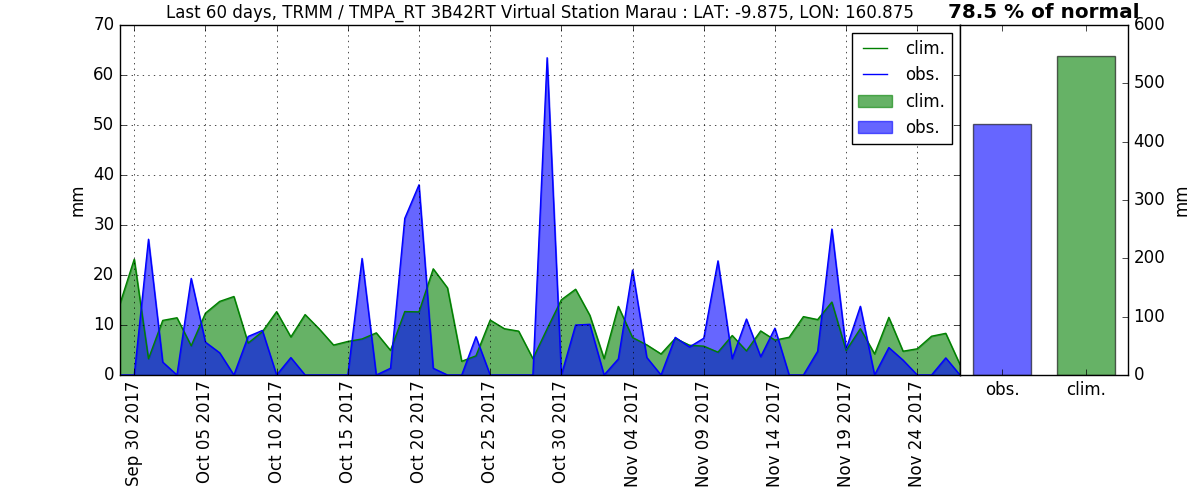 Last 60 days, TRMM / TMPA_RT 3B42RT Virtual Station Marau : LAT: -9.875, LON: 160.875
78.5 % of normal
70
60
50
40
30
20
10
0
mm
clim.
obs.
clim.
obs.
600
500
400
300
200
100
0
mm
obs.
clim.
Sep 30 2017
Oct 05 2017
Oct 10 2017
Oct 15 2017
Oct 20 2017
Oct 25 2017
Oct 30 2017
Nov 04 2017
Nov 09 2017
Nov 14 2017
Nov 19 2017
Nov 24 2017